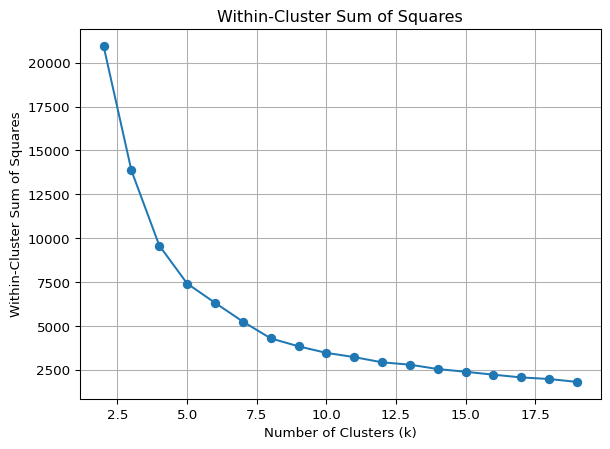 Within-Cluster Sum of Squares
Within-Cluster Sum of Squares
20000
17500
15000
12500
10000
7500
5000
2500
2.5 5.0 7.5 10.0 12.5 15.0 17.5
Number of Clusters (k)